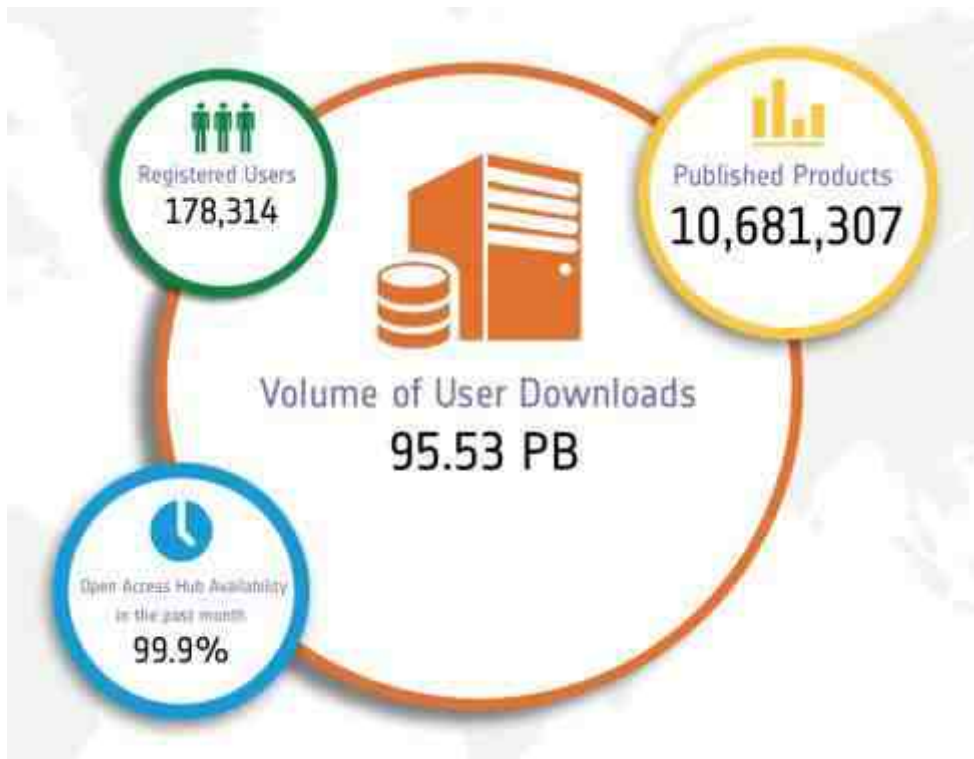 Registered Users
178,314
Published Products
10,681,307
Volume of User Downloads
95.53 PB
Open Access Hub Availability
in the past month
99.9%